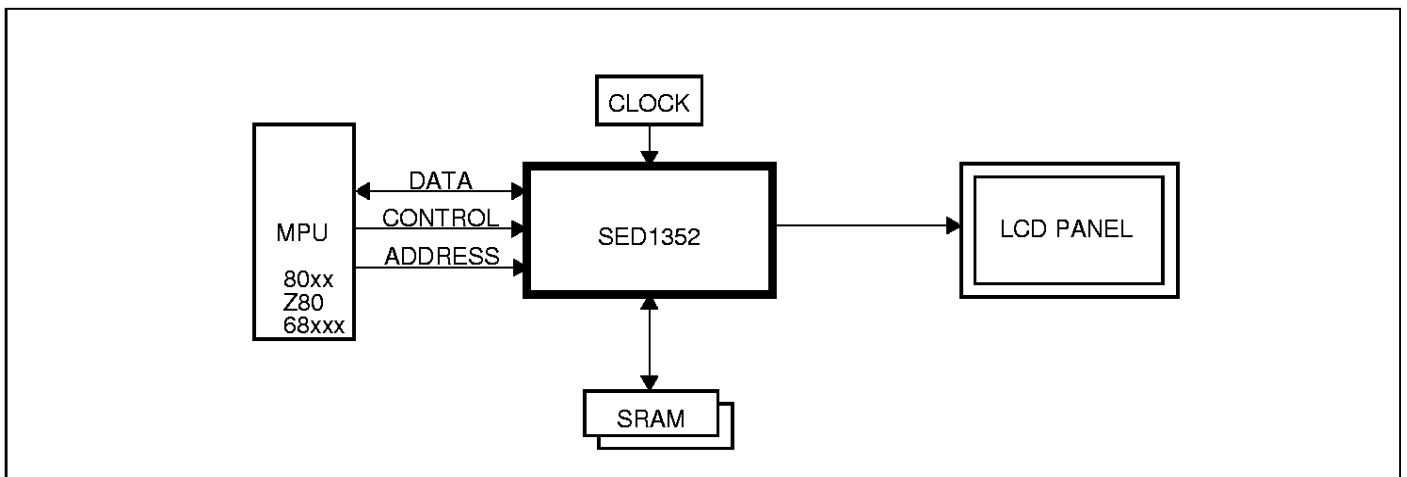 CLOCK
DATA
CONTROL
ADDRESS
MPU
80xx
Z80
68xxx
SED1352
LCD PANEL
SRAM